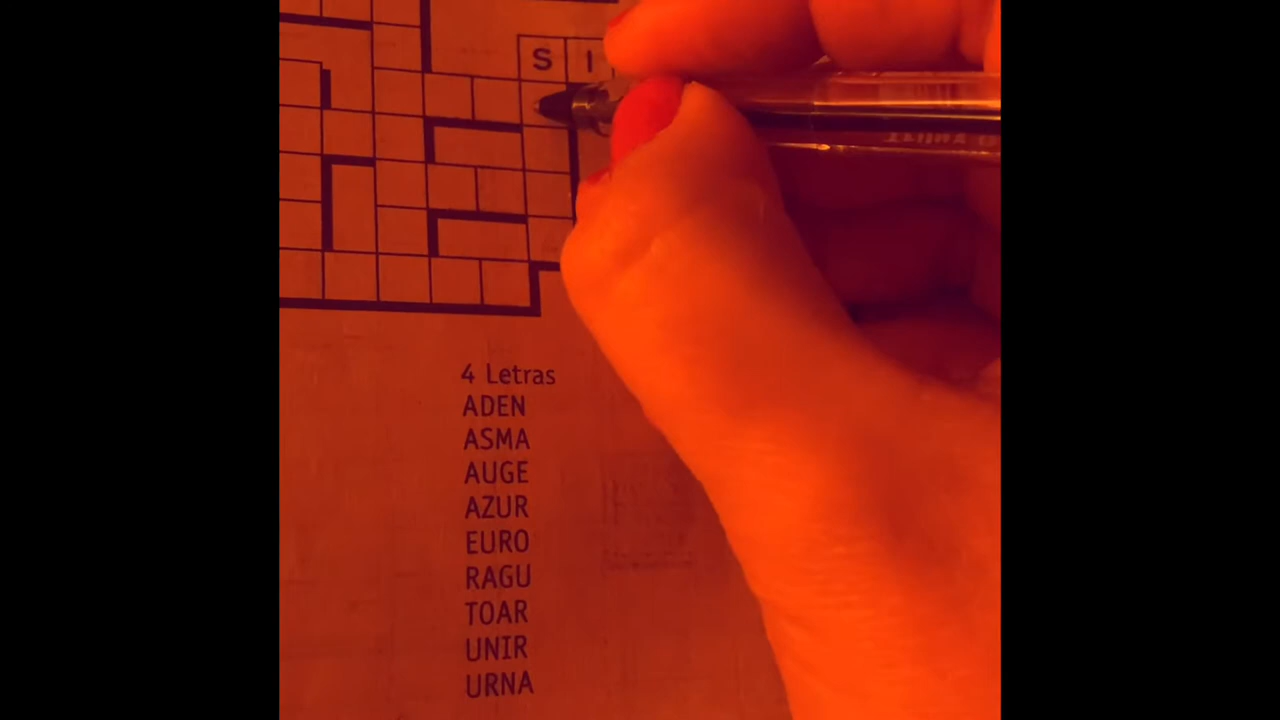 S I
4 Letras
ADEN
ASMA
AUGE
AZUR
EURO
RAGU
TOAR
UNIR
URNA